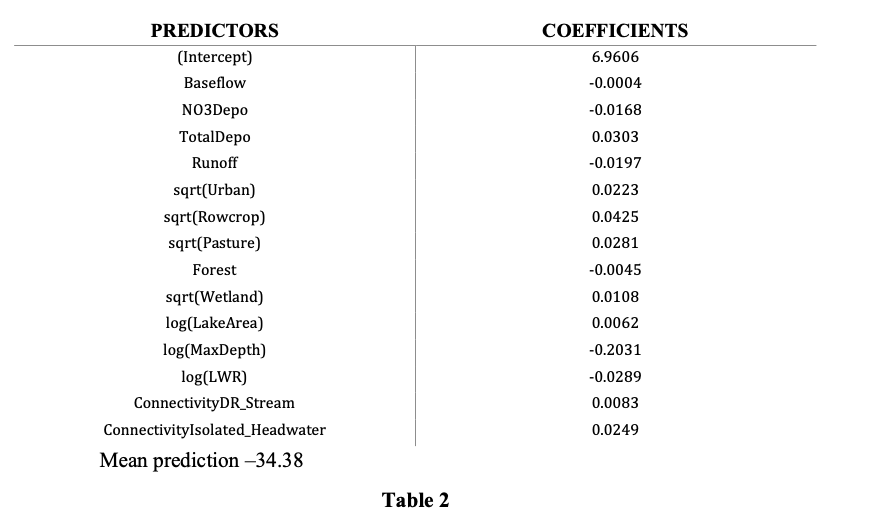 PREDICTORS COEFFICIENTS
(Intercept) 6.9606
Baseflow -0.0004
NO3Depo -0.0168
TotalDepo 0.0303
Runoff -0.0197
sqrt(Urban) 0.0223
sqrt(Rowcrop) 0.0425
sqrt(Pasture) 0.0281
Forest -0.0045
sqrt(Wetland) 0.0108
log(LakeArea) 0.0062
log(MaxDepth) -0.2031
log(LWR) -0.0289
ConnectivityDR_Stream 0.0083
ConnectivityIsolated_Headwater 0.0249
Mean prediction –34.38
Table 2